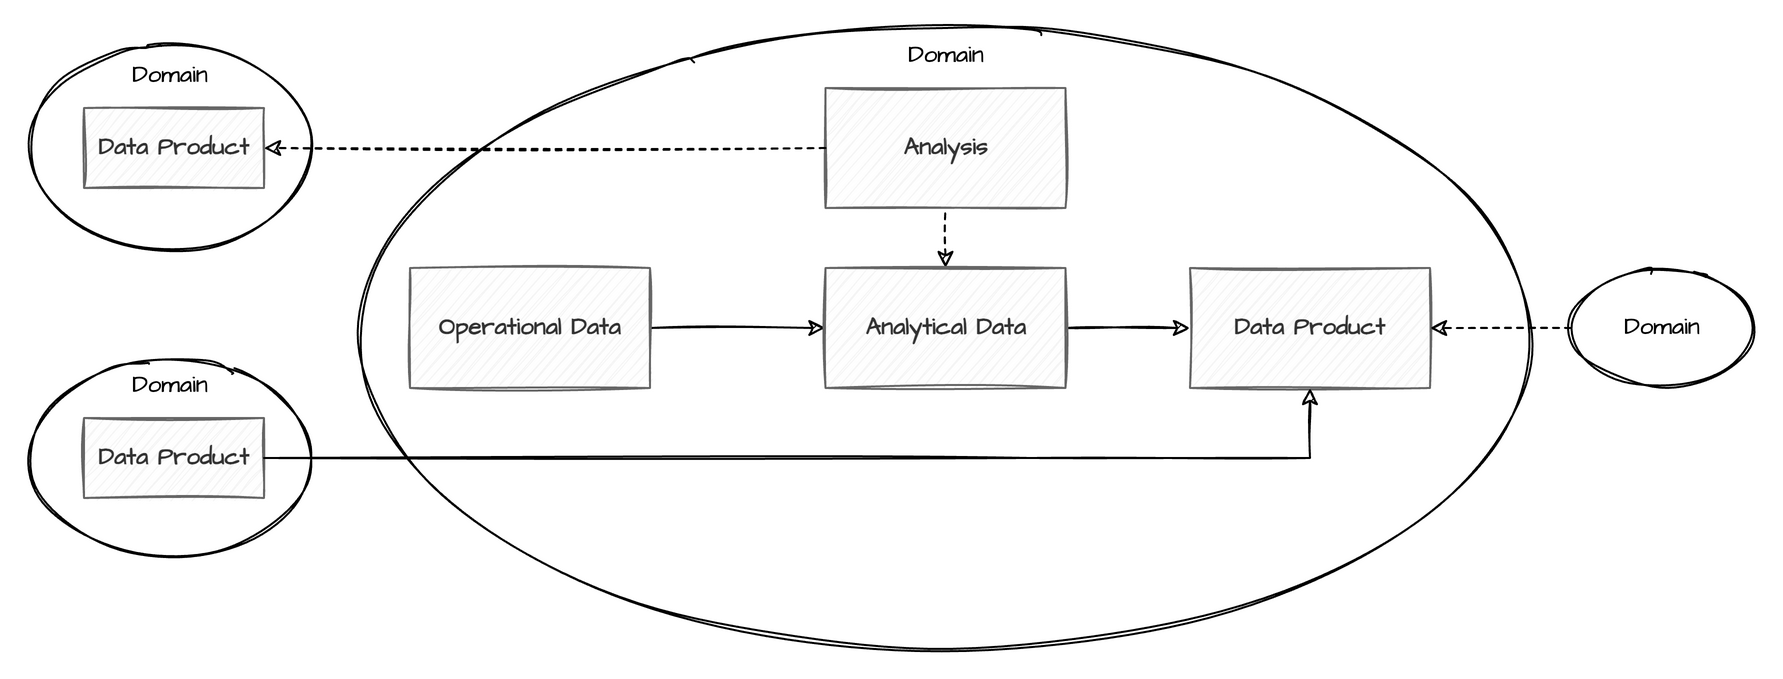 Domain
Domain
Data Product
Analysis
Operational Data
Analytical Data
Data Product
Domain
Domain
Data Product